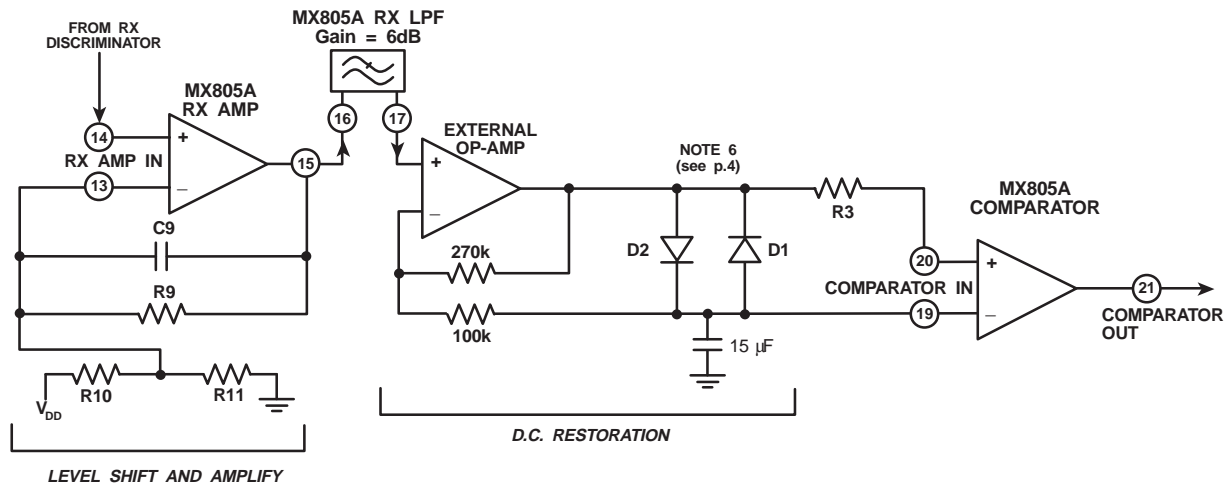 FROM RX
DISCRIMINATOR
MX805A RX LPF
Gain = 6dB
MX805A
RX AMP
14
+
RX AMP IN
13
–
15
16
17
EXTERNAL
OP-AMP
+
–
NOTE 6
(see p.4)
R3
MX805A
COMPARATOR
C9
R9
270k
100k
D2
D1
20
+
COMPARATOR IN
19
–
21
COMPARATOR
OUT
15 μF
R10
R11
VDD
D.C. RESTORATION
LEVEL SHIFT AND AMPLIFY